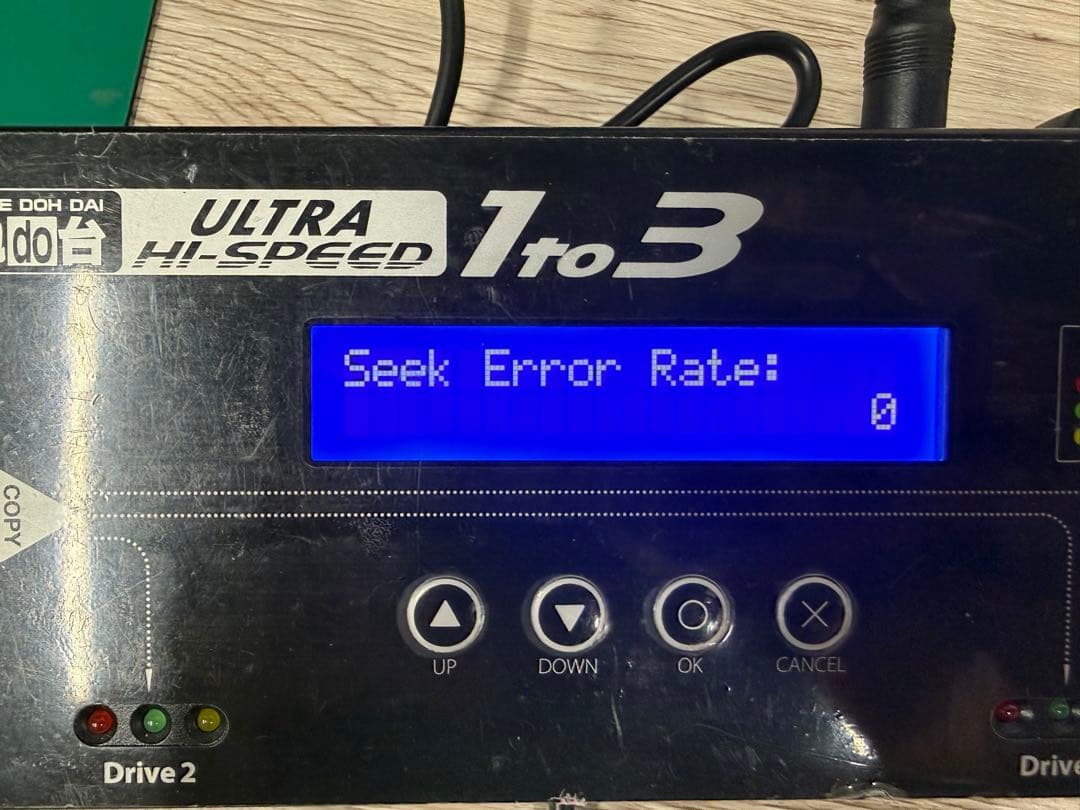 E DOH DAI
do台
ULTRA
HI-SPEED
1to3
Seek Error Rate:
0
COPY
UP
DOWN
OK
CANCEL
Drive 2
Drive